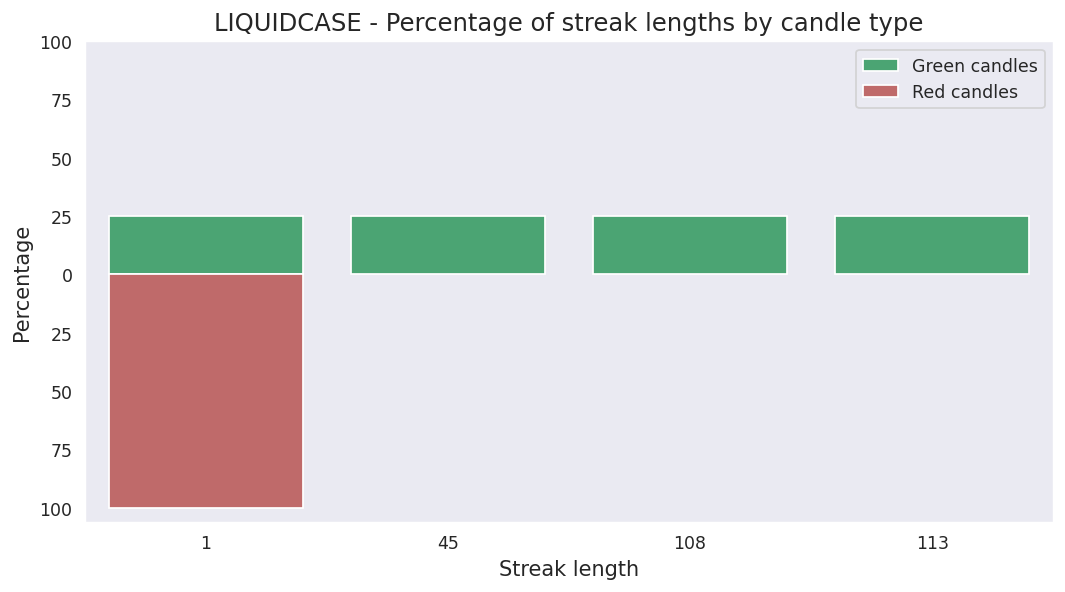 LIQUIDCASE - Percentage of streak lengths by candle type
100
75
50
25
0
25
50
75
100
Percentage
Green candles
Red candles
1 45 108 113
Streak length